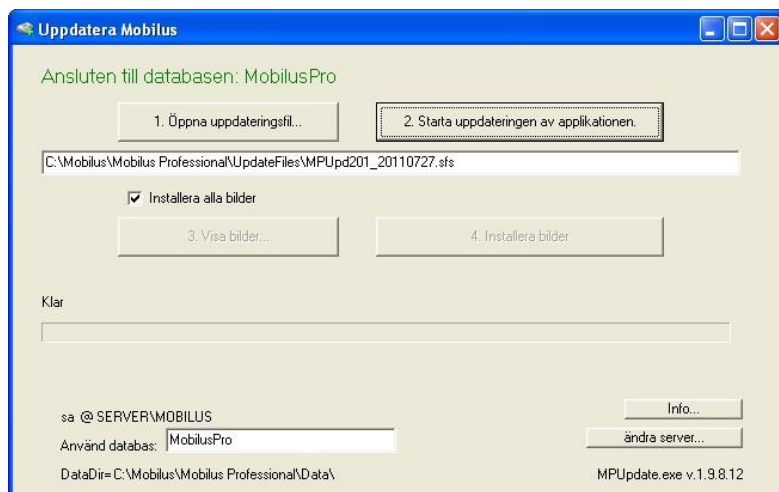 Uppdatera Mobilus
Ansluten till databasen: MobilusPro
1. Öppna uppdateringsfil...
2. Starta uppdateringen av applikationen.
C:\Mobilus\Mobilus Professional\UpdateFiles\MPUpd201_20110727.sfs
Installera alla bilder
3. Visa bilder...
4. Installera bilder
Klar
sa @ SERVER\MOBILUS
Info...
Använd databas: MobilusPro
ändra server...
DataDir= C:\Mobilus\Mobilus Professional\Data\
MPUpdate.exe v.1.9.8.12